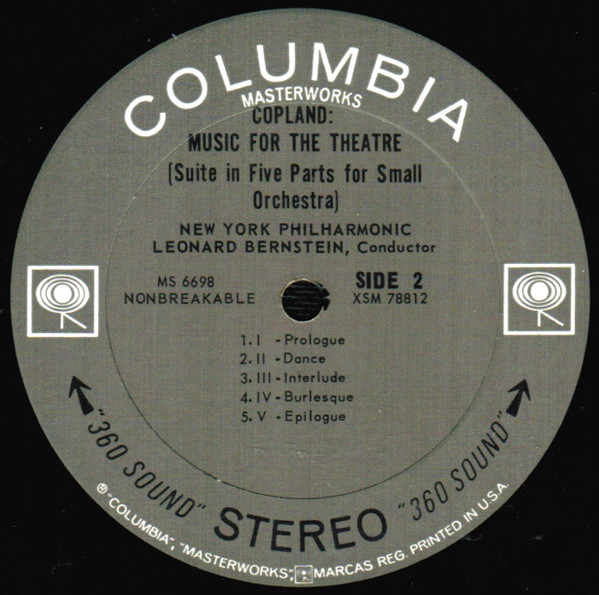 COLUMBIA
MASTERWORKS
COPLAND:
MUSIC FOR THE THEATRE
(Suite in Five Parts for Small
Orchestra)
NEW YORK PHILHARMONIC
LEONARD BERNSTEIN, Conductor
MS 6698
NONBREAKABLE
SIDE 2
XSM 78812
1. I - Prologue
2. II - Dance
3. III - Interlude
4. IV - Burlesque
5. V - Epilogue
"360 SOUND" STEREO "360 SOUND"
® "COLUMBIA", "MASTERWORKS", MARCAS REG. PRINTED IN U.S.A.